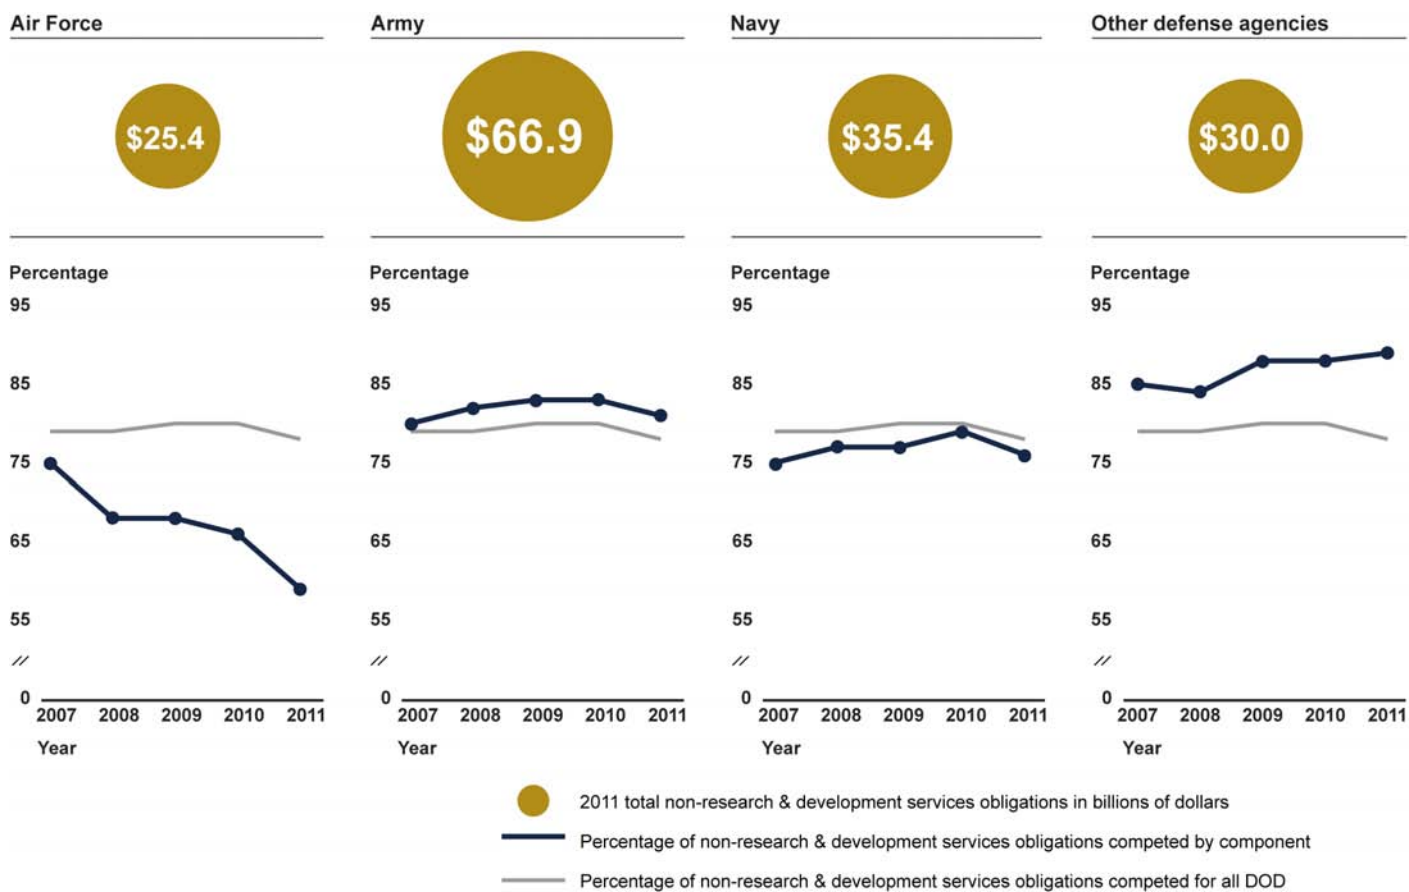 Air Force
Army
Navy
Other defense agencies
$25.4
$66.9
$35.4
$30.0
Percentage
95
85
75
65
55
//
0
2007 2008 2009 2010 2011
Year
Percentage
95
85
75
65
55
//
0
2007 2008 2009 2010 2011
Year
Percentage
95
85
75
65
55
//
0
2007 2008 2009 2010 2011
Year
Percentage
95
85
75
65
55
//
0
2007 2008 2009 2010 2011
Year
2011 total non-research & development services obligations in billions of dollars
Percentage of non-research & development services obligations competed by component
Percentage of non-research & development services obligations competed for all DOD